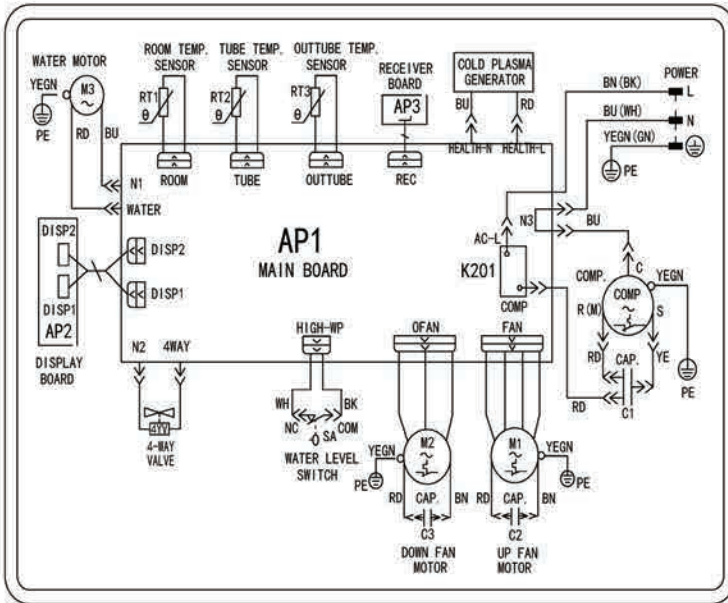 WATER MOTOR
YEGN
M3
PE
RD
BU
ROOM TEMP.
SENSOR
RT1
θ
TUBE TEMP.
SENSOR
RT2
θ
OUTTUBE TEMP.
SENSOR
RT3
θ
RECEIVER
BOARD
AP3
COLD PLASMA
GENERATOR
BU
RD
HEALTH-N
HEALTH-L
BN(BK)
POWER
L
BU(WH)
N
YEGN(GN)
PE
N1
WATER
ROOM
TUBE
OUTTUBE
REC
DISP2
DISP1
AP2
DISPLAY
BOARD
DISP2
DISP1
AP1
MAIN BOARD
AC-L
K201
COMP
N3
BU
C
COMP.
COMP
YEGN
R(M)
S
RD
CAP.
YE
C1
RD
PE
N2
4WAY
4YV
4-WAY
VALVE
HIGH-WP
WH
BK
NC
SA
COM
WATER LEVEL
SWITCH
OFAN
FAN
YEGN
M2
PE
RD
CAP.
BN
C3
DOWN FAN
MOTOR
M1
YEGN
PE
RD
CAP.
BN
C2
UP FAN
MOTOR